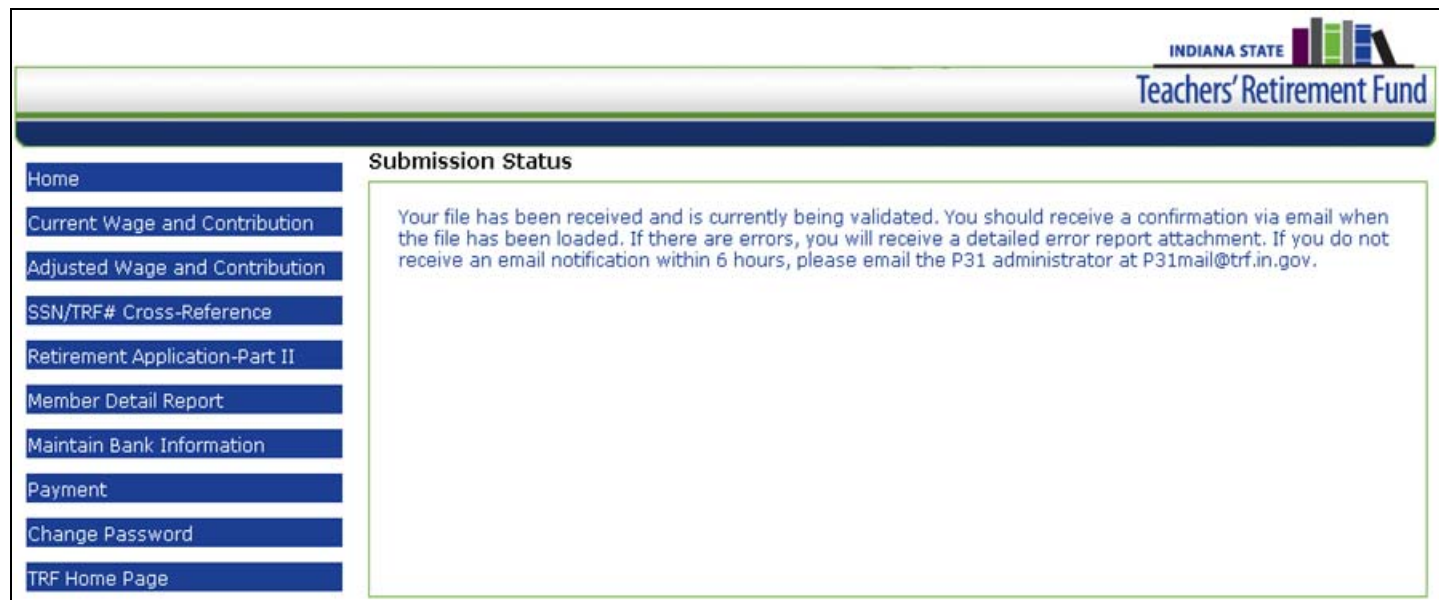 INDIANA STATE
Teachers' Retirement Fund
Home
Current Wage and Contribution
Adjusted Wage and Contribution
SSN/TRF# Cross-Reference
Retirement Application-Part II
Member Detail Report
Maintain Bank Information
Payment
Change Password
TRF Home Page
Submission Status
Your file has been received and is currently being validated. You should receive a confirmation via email when
the file has been loaded. If there are errors, you will receive a detailed error report attachment. If you do not
receive an email notification within 6 hours, please email the P31 administrator at P31mail@trf.in.gov.